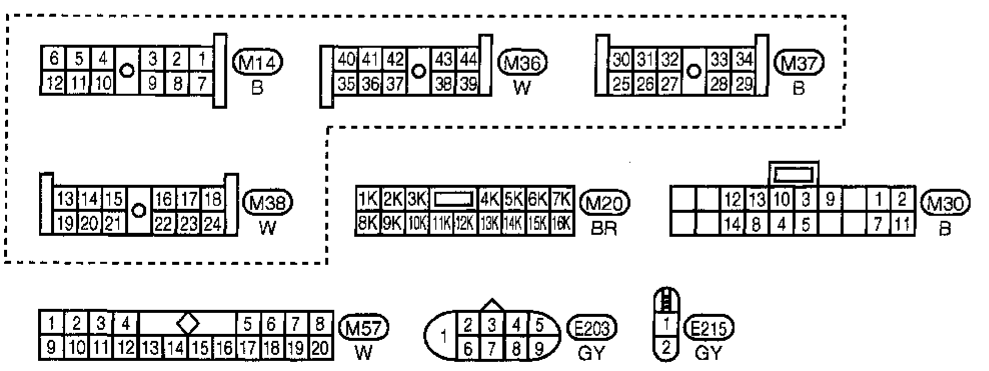 6 5 4 3 2 1 M14
12 11 10 9 8 7 B
40 41 42 43 44 M36
35 36 37 38 39 W
30 31 32 33 34 M37
25 26 27 28 29 B
13 14 15 16 17 18 M38
19 20 21 22 23 24 W
1K 2K 3K 4K 5K 6K 7K M20
8K 9K 10K 11K 12K 13K 14K 15K 16K BR
12 13 10 3 9 1 2 M30
14 8 4 5 7 11 B
1 2 3 4 5 6 7 8 M57
9 10 11 12 13 14 15 16 17 18 19 20 W
1 2 3 4 5 E203
6 7 8 9 GY
1 E215
2 GY